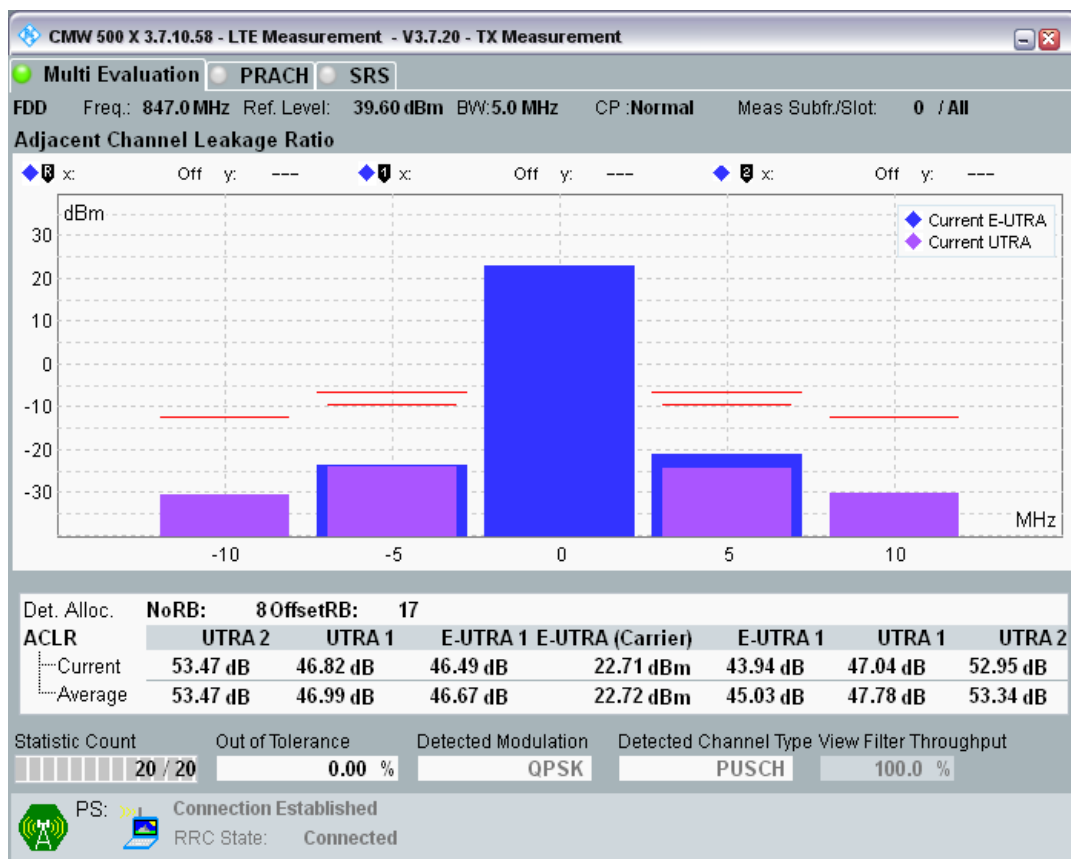 CMW 500 X 3.7.10.58 - LTE Measurement - V3.7.20 - TX Measurement
Multi Evaluation PRACH SRS
FDD Freq.: 847.0 MHz Ref. Level: 39.60 dBm BW:5.0 MHz CP :Normal Meas Subfr./Slot: 0 / All
Adjacent Channel Leakage Ratio
R x: Off y: --- 1 x: Off y: --- 2 x: Off y: ---
dBm
Current E-UTRA
Current UTRA
30
20
10
0
-10
-20
-30
MHz
-10 -5 0 5 10
Det. Alloc. NoRB: 8 OffsetRB: 17
ACLR UTRA 2 UTRA 1 E-UTRA 1 E-UTRA (Carrier) E-UTRA 1 UTRA 1 UTRA 2
Current 53.47 dB 46.82 dB 46.49 dB 22.71 dBm 43.94 dB 47.04 dB 52.95 dB
Average 53.47 dB 46.99 dB 46.67 dB 22.72 dBm 45.03 dB 47.78 dB 53.34 dB
Statistic Count Out of Tolerance Detected Modulation Detected Channel Type View Filter Throughput
20 / 20 0.00 % QPSK PUSCH 100.0 %
PS: Connection Established
RRC State: Connected